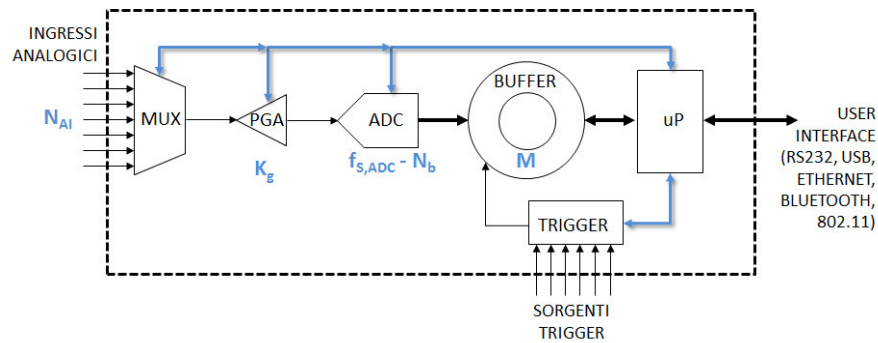 INGRESSI
ANALOGICI
N_AI
MUX
PGA
K_g
ADC
f_S,ADC - N_b
BUFFER
M
uP
TRIGGER
SORGENTI
TRIGGER
USER
INTERFACE
(RS232, USB,
ETHERNET,
BLUETOOTH,
802.11)